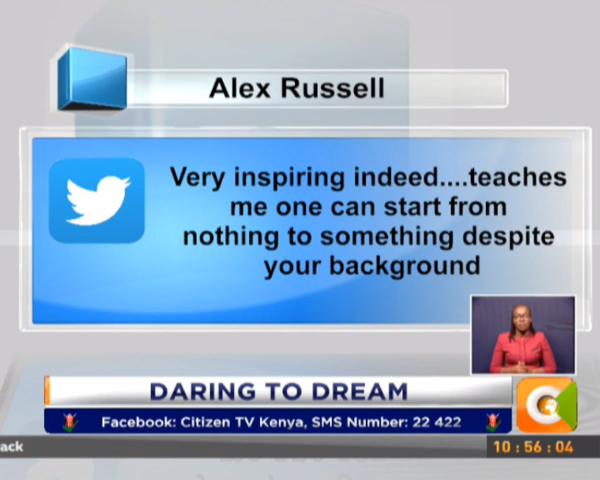 Alex Russell
Very inspiring indeed....teaches
me one can start from
nothing to something despite
your background
DARING TO DREAM
Facebook: Citizen TV Kenya, SMS Number: 22 422
ack
10 : 56 : 04